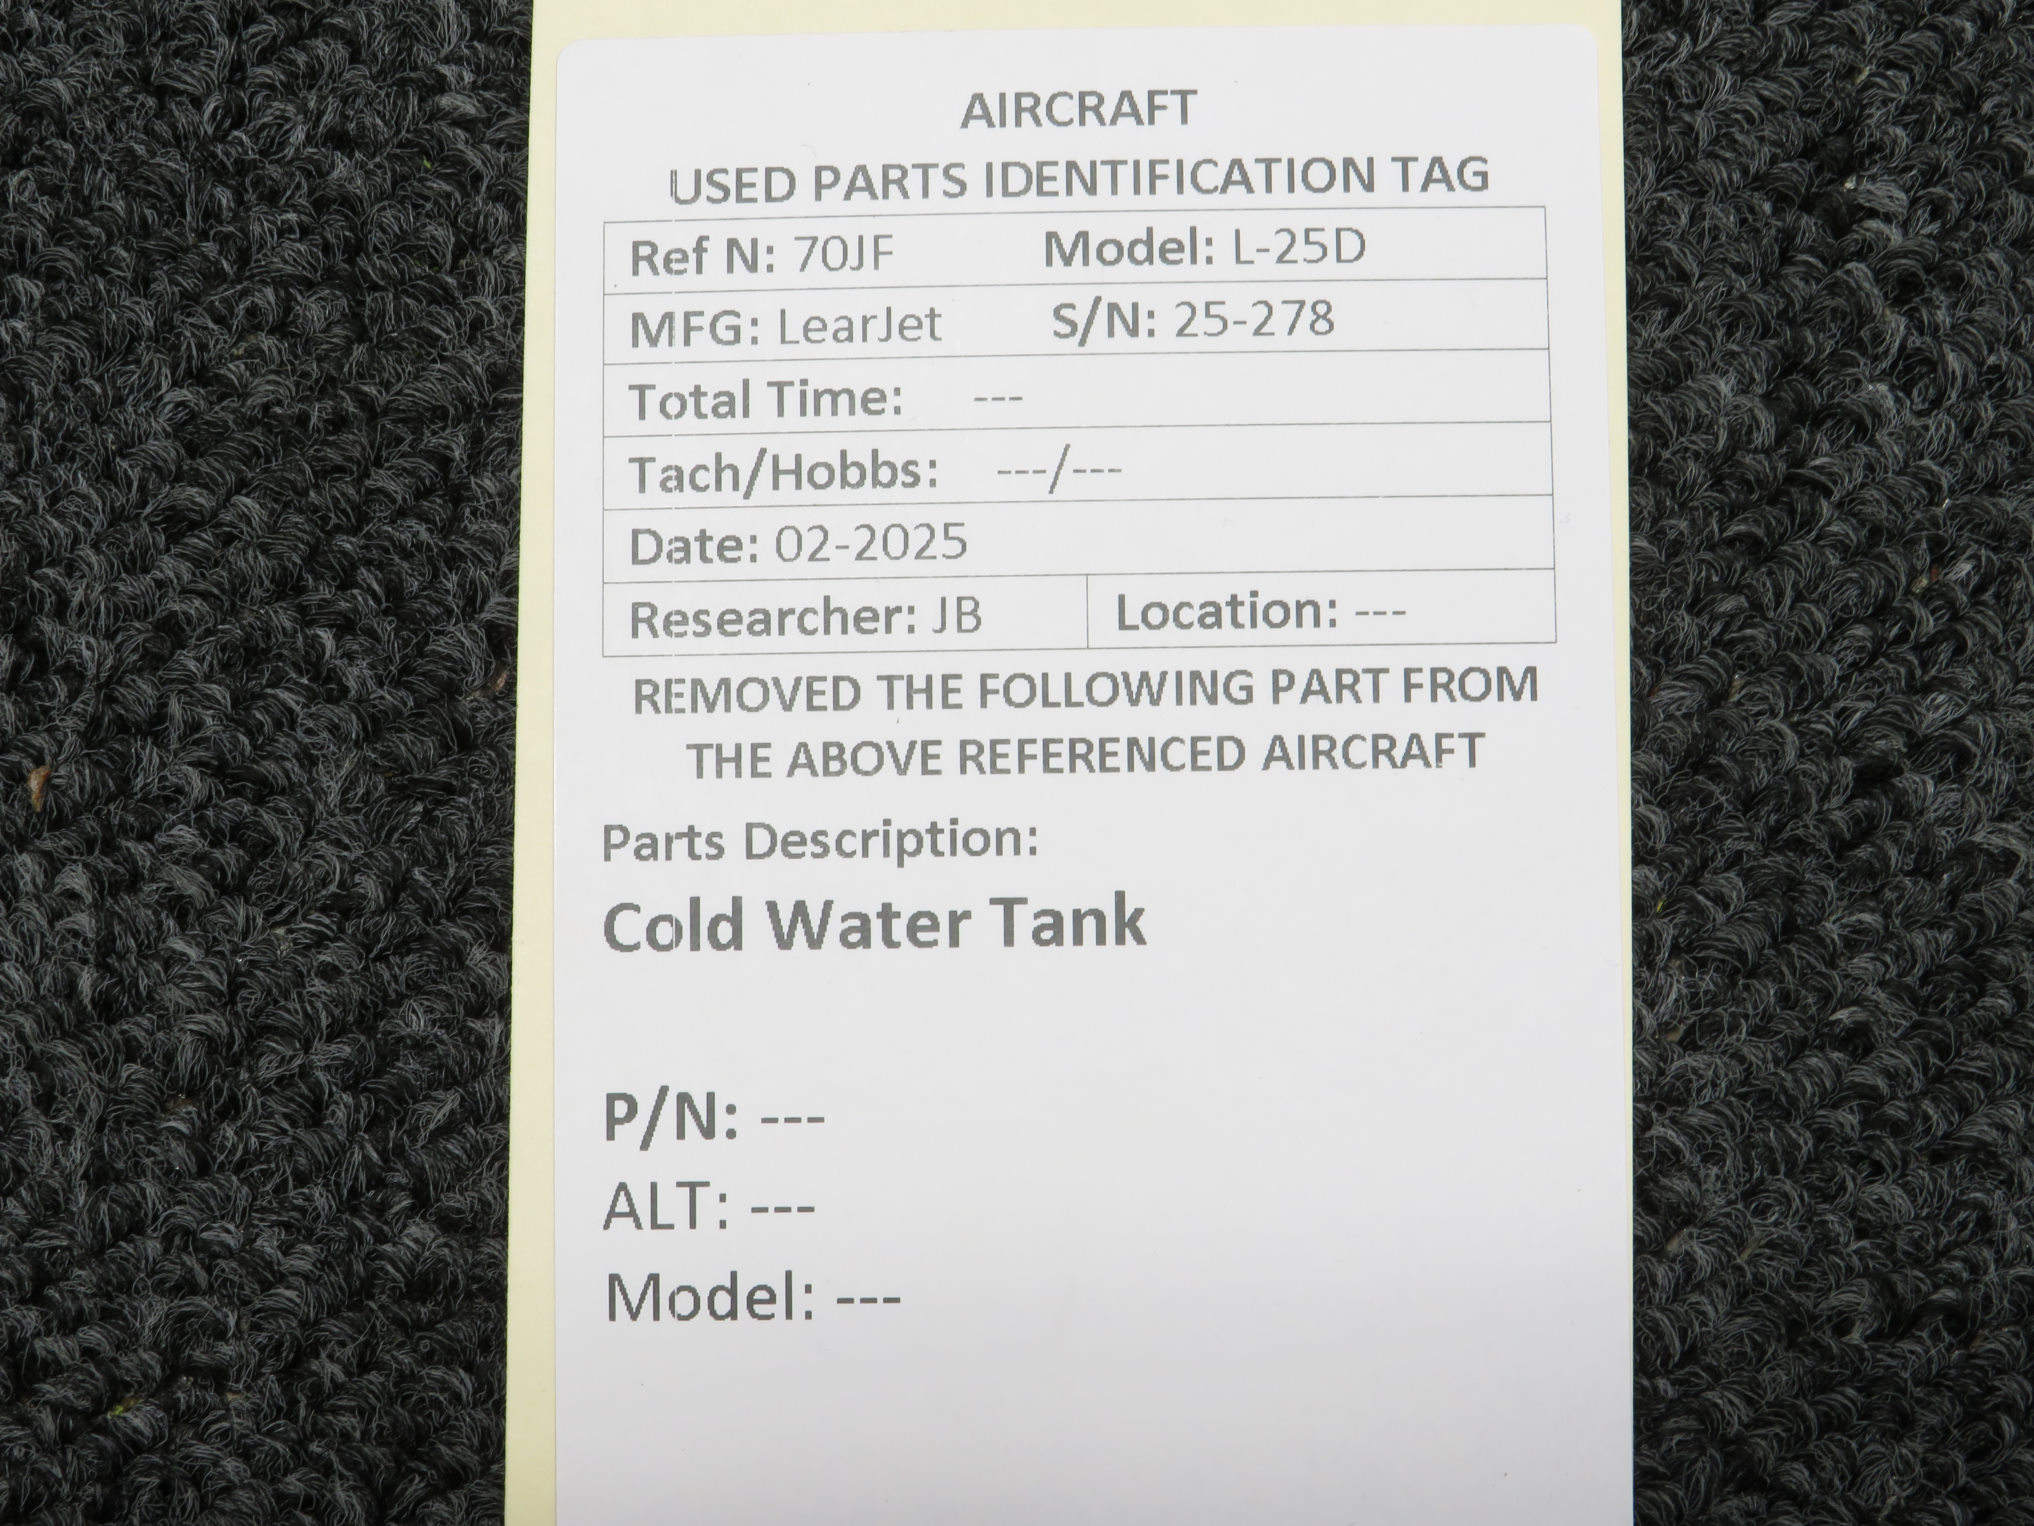 AIRCRAFT
USED PARTS IDENTIFICATION TAG
Ref N: 70JF Model: L-25D
MFG: LearJet S/N: 25-278
Total Time: ---
Tach/Hobbs: ---/---
Date: 02-2025
Researcher: JB Location: ---
REMOVED THE FOLLOWING PART FROM
THE ABOVE REFERENCED AIRCRAFT
Parts Description:
Cold Water Tank
P/N: ---
ALT: ---
Model: ---